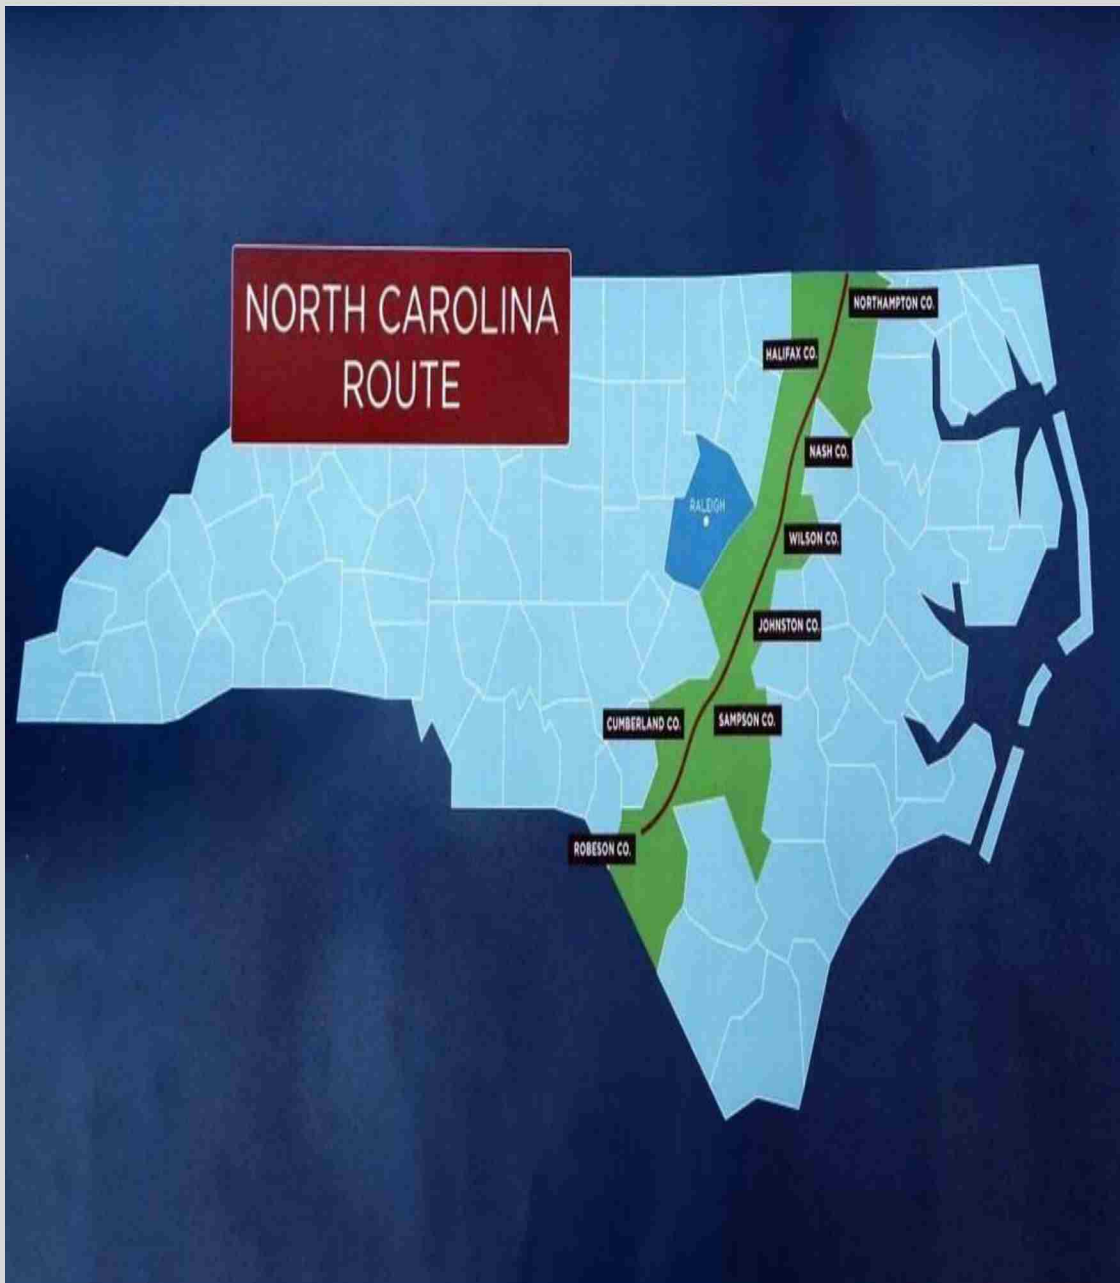 NORTH CAROLINA
ROUTE
NORTHAMPTON CO.
HALIFAX CO.
NASH CO.
RALEIGH
WILSON CO.
JOHNSTON CO.
CUMBERLAND CO.
SAMPSON CO.
ROBESON CO.